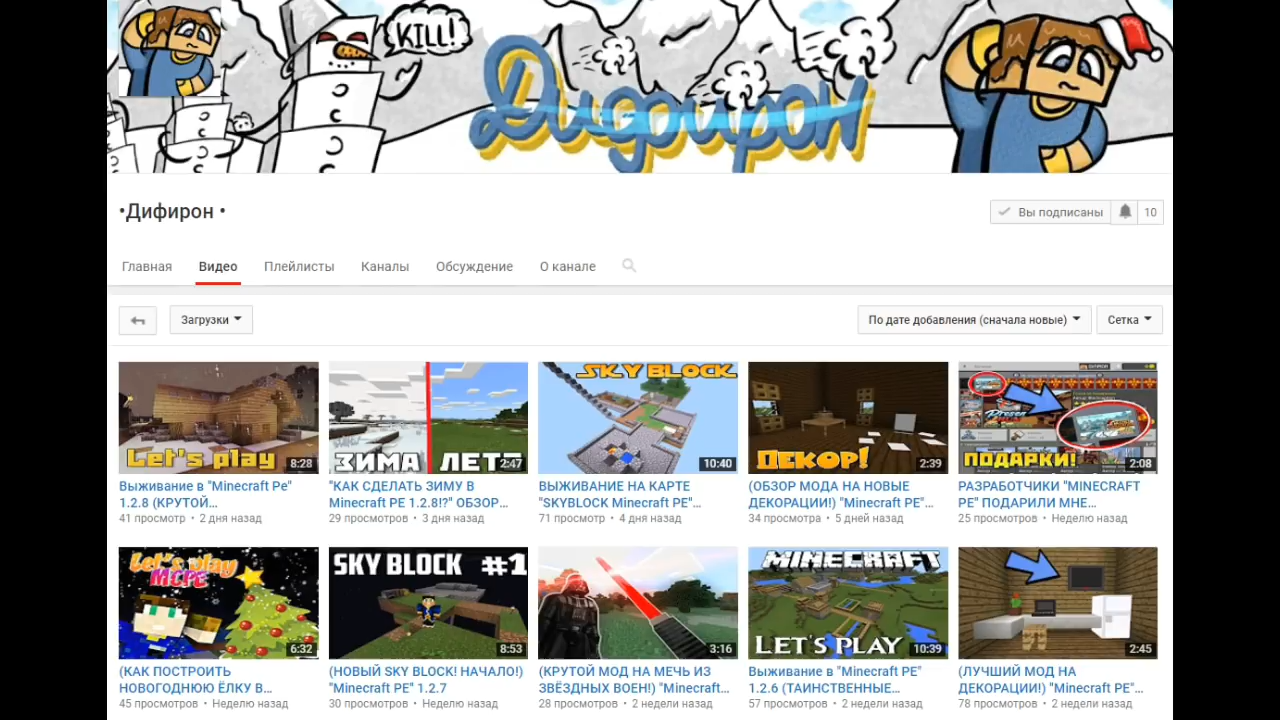 KILL!
Дифирон
•Дифирон •
Вы подписаны 10
Главная Видео Плейлисты Каналы Обсуждение О канале
Загрузки По дате добавления (сначала новые) Сетка
Let's play 8:28
ЗИМА ЛЕТО 2:47
SKY BLOCK 10:40
ДЕКОР! 2:39
ПОДАРКИ! 2:08
Выживание в "Minecraft Pe"
1.2.8 (КРУТОЙ...
41 просмотр • 2 дня назад
"КАК СДЕЛАТЬ ЗИМУ В
Minecraft PE 1.2.8!?" ОБЗОР...
29 просмотров • 3 дня назад
ВЫЖИВАНИЕ НА КАРТЕ
"SKYBLOCK Minecraft PE"...
71 просмотр • 4 дня назад
(ОБЗОР МОДА НА НОВЫЕ
ДЕКОРАЦИИ!) "Minecraft PE"...
34 просмотра • 5 дней назад
РАЗРАБОТЧИКИ "MINECRAFT
PE" ПОДАРИЛИ МНЕ...
25 просмотров • Неделю назад
Let's play
MCPE
6:32
SKY BLOCK #1
8:53
3:16
MINECRAFT
LET'S PLAY 10:39
2:45
(КАК ПОСТРОИТЬ
НОВОГОДНЮЮ ЁЛКУ В...
45 просмотров • Неделю назад
(НОВЫЙ SKY BLOCK! НАЧАЛО!)
"Minecraft PE" 1.2.7
30 просмотров • Неделю назад
(КРУТОЙ МОД НА МЕЧЬ ИЗ
ЗВЁЗДНЫХ ВОЕН!) "Minecraft...
28 просмотров • 2 недели назад
Выживание в "Minecraft PE"
1.2.6 (ТАИНСТВЕННЫЕ...
57 просмотров • 2 недели назад
(ЛУЧШИЙ МОД НА
ДЕКОРАЦИИ!) "Minecraft PE"...
78 просмотров • 2 недели назад